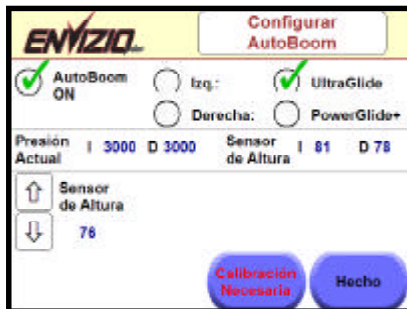 ENVIZIO
Configurar
AutoBoom
AutoBoom
ON
Izq.:
UltraGlide
Derecha:
PowerGlide+
Presión
Actual
I 3000 D 3000
Sensor
de Altura
I 81 D 78
Sensor
de Altura
76
Calibración
Necesaria
Hecho